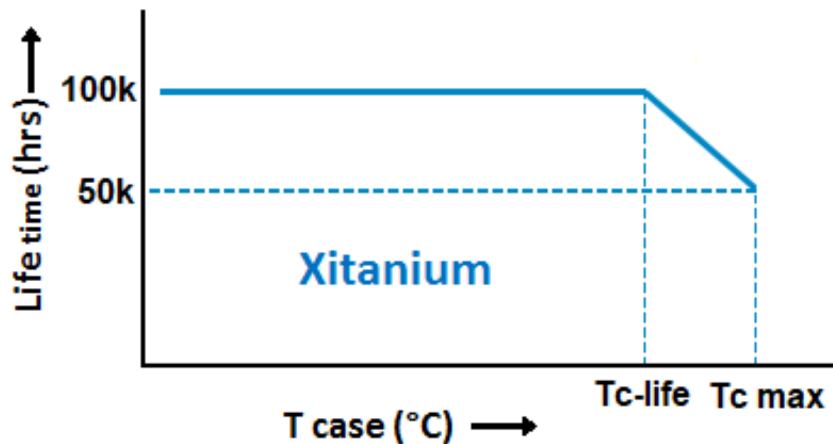 Life time (hrs)
100k
50k
Xitanium
Tc-life
Tc max
T case (°C)